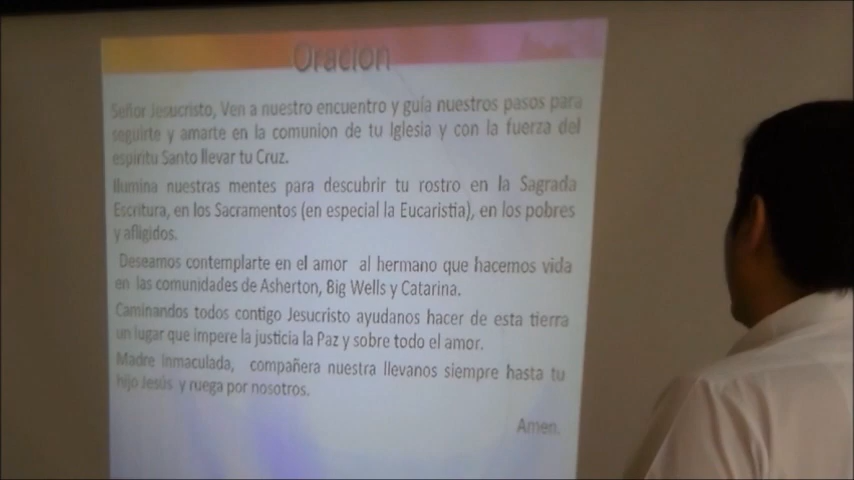 Oración
Señor Jesucristo, Ven a nuestro encuentro y guía nuestros pasos para
seguirte y amarte en la comunion de tu Iglesia y con la fuerza del
espiritu Santo llevar tu Cruz.
Ilumina nuestras mentes para descubrir tu rostro en la Sagrada
Escritura, en los Sacramentos (en especial la Eucaristía), en los pobres
y afligidos.
Deseamos contemplarte en el amor al hermano que hacemos vida
en las comunidades de Asherton, Big Wells y Catarina.
Caminandos todos contigo Jesucristo ayudanos hacer de esta tierra
un lugar que impere la justicia la Paz y sobre todo el amor.
Madre Inmaculada, compañera nuestra llevanos siempre hasta tu
hijo Jesús y ruega por nosotros.
Amen.